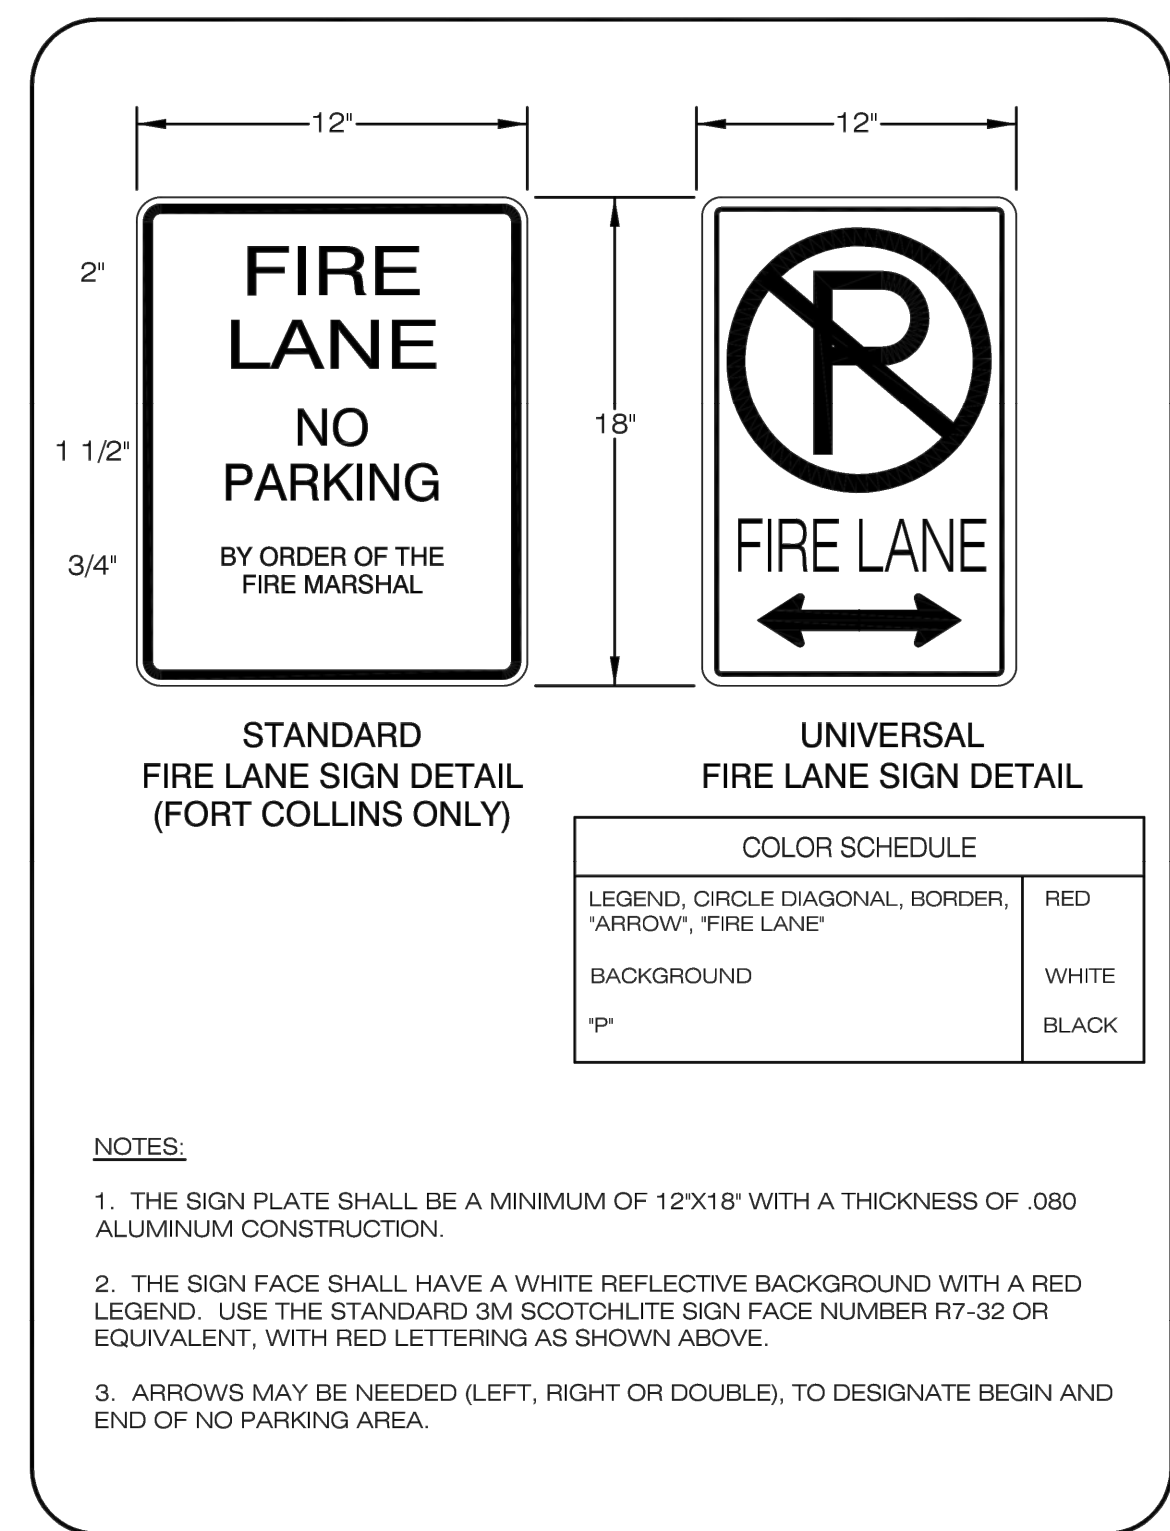 12"
12"
2"
FIRE
LANE
1 1/2"
NO
PARKING
3/4"
BY ORDER OF THE
FIRE MARSHAL
18"
P
FIRE LANE
STANDARD
FIRE LANE SIGN DETAIL
(FORT COLLINS ONLY)
UNIVERSAL
FIRE LANE SIGN DETAIL
COLOR SCHEDULE
LEGEND, CIRCLE DIAGONAL, BORDER, RED
"ARROW", "FIRE LANE"
BACKGROUND WHITE
"P" BLACK
NOTES:
1. THE SIGN PLATE SHALL BE A MINIMUM OF 12"X18" WITH A THICKNESS OF .080
ALUMINUM CONSTRUCTION.
2. THE SIGN FACE SHALL HAVE A WHITE REFLECTIVE BACKGROUND WITH A RED
LEGEND. USE THE STANDARD 3M SCOTCHLITE SIGN FACE NUMBER R7-32 OR
EQUIVALENT, WITH RED LETTERING AS SHOWN ABOVE.
3. ARROWS MAY BE NEEDED (LEFT, RIGHT OR DOUBLE), TO DESIGNATE BEGIN AND
END OF NO PARKING AREA.